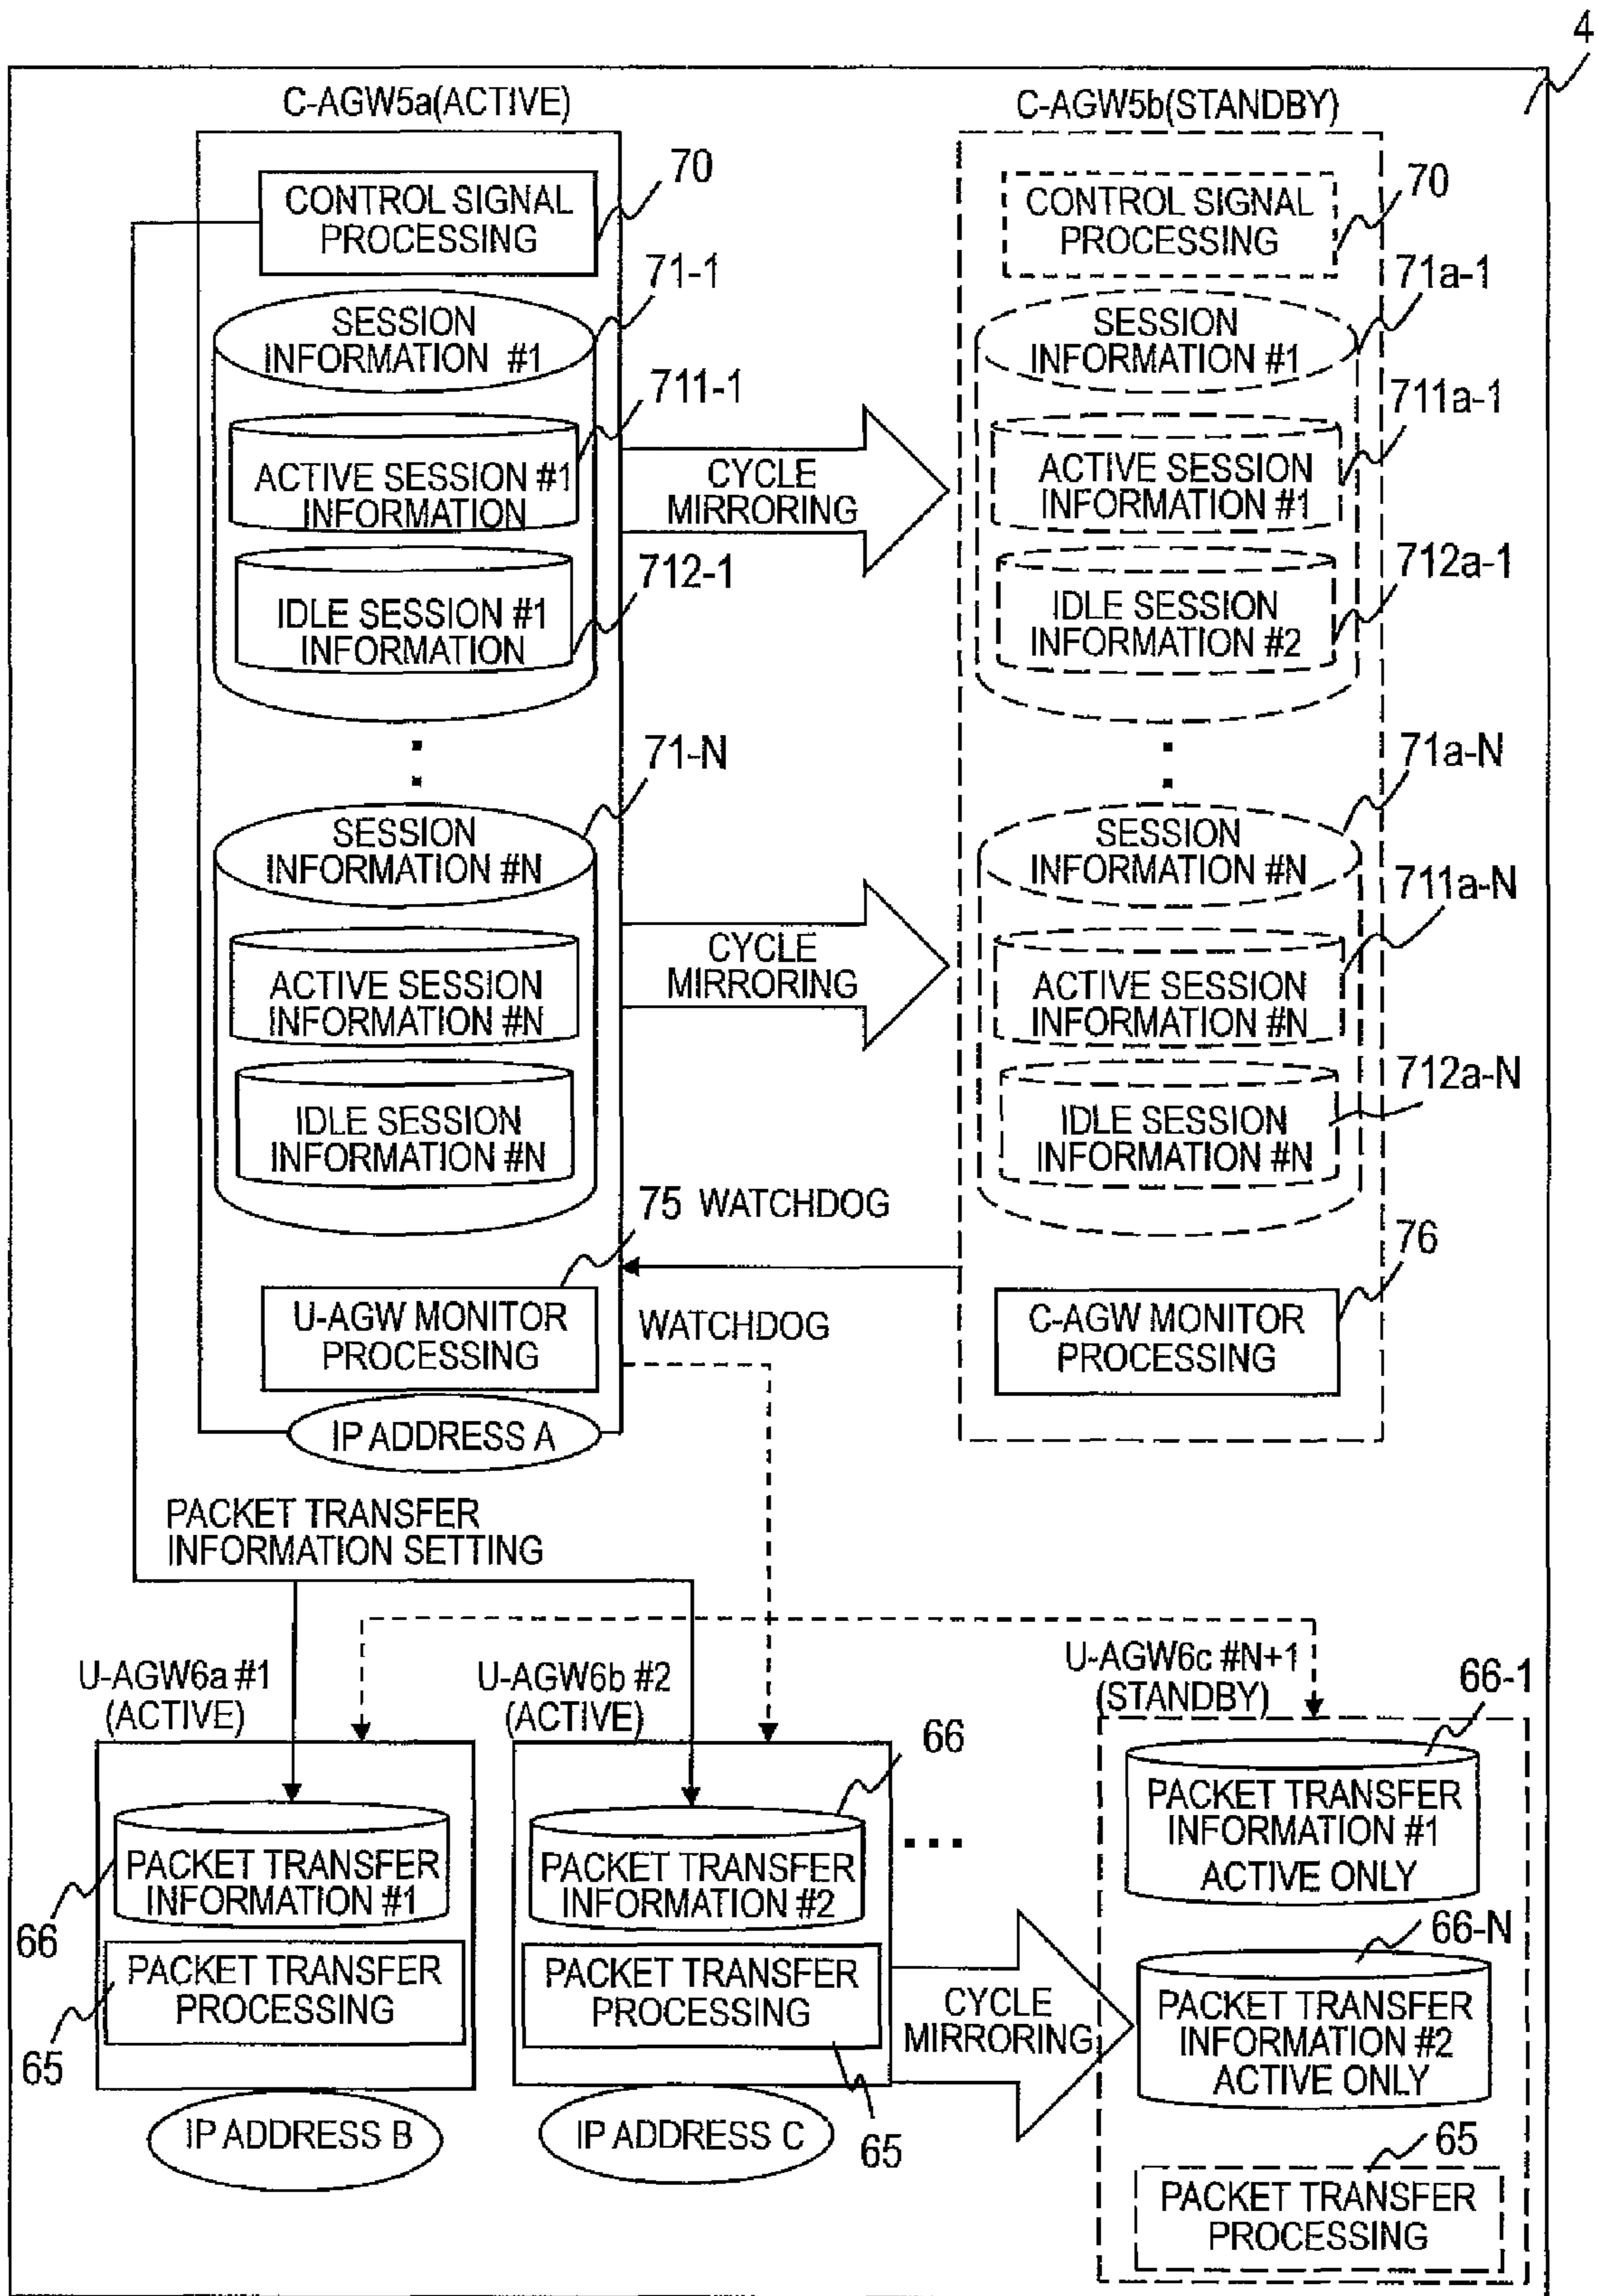 4
C-AGW5a(ACTIVE)
CONTROL SIGNAL
PROCESSING
70
SESSION
INFORMATION #1
71-1
711-1
ACTIVE SESSION #1
INFORMATION
712-1
IDLE SESSION #1
INFORMATION
71-N
SESSION
INFORMATION #N
ACTIVE SESSION
INFORMATION #N
IDLE SESSION
INFORMATION #N
75
U-AGW MONITOR
PROCESSING
IP ADDRESS A
CYCLE
MIRRORING
CYCLE
MIRRORING
WATCHDOG
WATCHDOG
C-AGW5b(STANDBY)
CONTROL SIGNAL
PROCESSING
70
71a-1
SESSION
INFORMATION #1
711a-1
ACTIVE SESSION
INFORMATION #1
712a-1
IDLE SESSION
INFORMATION #2
71a-N
SESSION
INFORMATION #N
711a-N
ACTIVE SESSION
INFORMATION #N
712a-N
IDLE SESSION
INFORMATION #N
76
C-AGW MONITOR
PROCESSING
PACKET TRANSFER
INFORMATION SETTING
U-AGW6a #1
(ACTIVE)
PACKET TRANSFER
INFORMATION #1
66
PACKET TRANSFER
PROCESSING
65
IP ADDRESS B
U-AGW6b #2
(ACTIVE)
66
PACKET TRANSFER
INFORMATION #2
PACKET TRANSFER
PROCESSING
65
IP ADDRESS C
...
CYCLE
MIRRORING
U-AGW6c #N+1
(STANDBY)
66-1
PACKET TRANSFER
INFORMATION #1
ACTIVE ONLY
66-N
PACKET TRANSFER
INFORMATION #2
ACTIVE ONLY
65
PACKET TRANSFER
PROCESSING